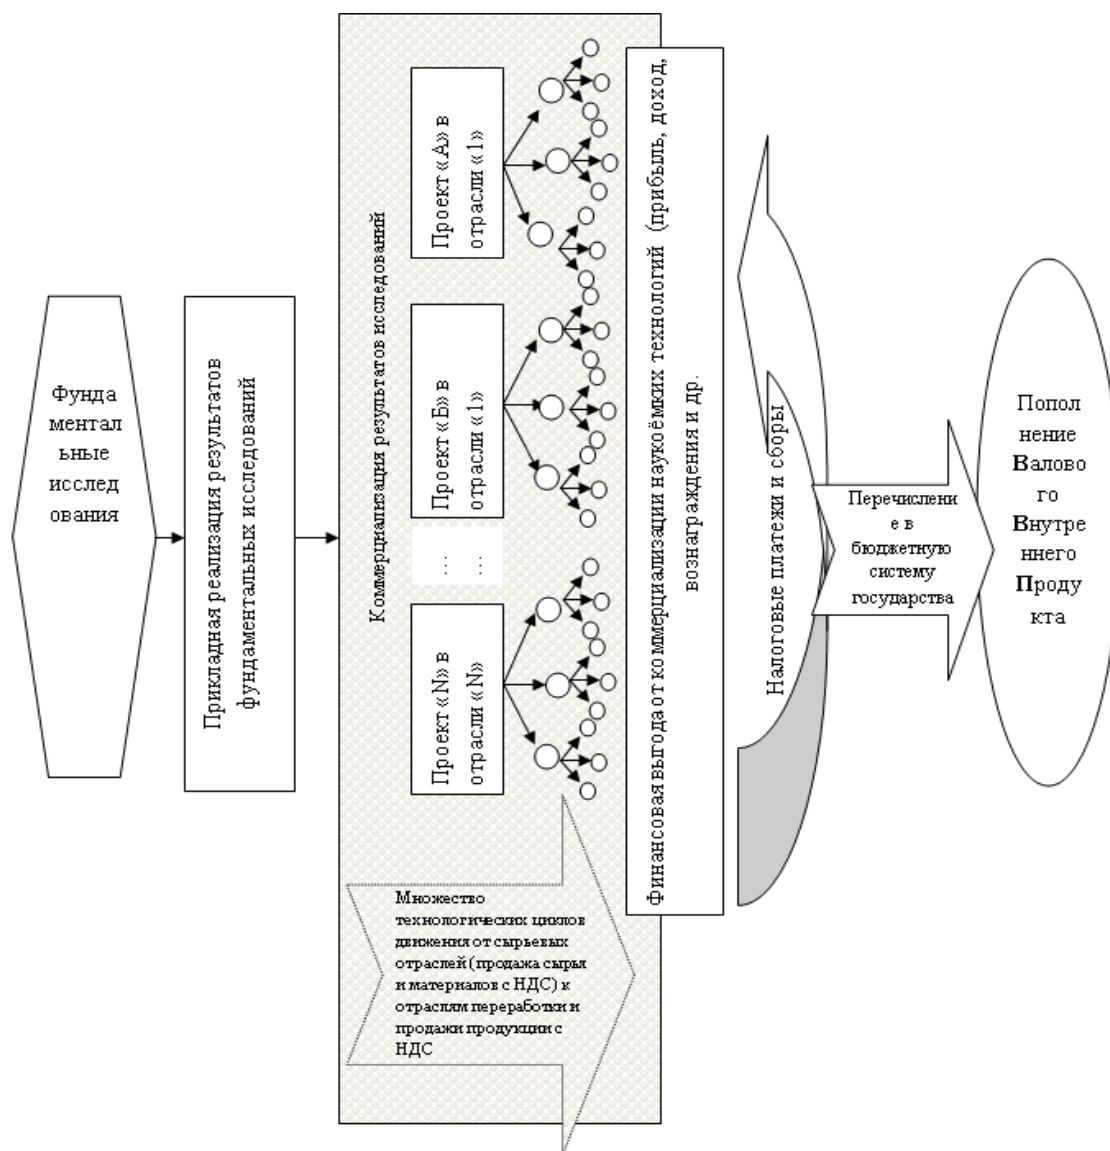 Фунда
ментал
ьные
исслед
ования
Прикладная реализация результатов
фундаментальных исследований
Коммерциализация результатов исследований
Проект «А» в
отрасли «1»
Проект «Б» в
отрасли «1»
...
...
Проект «N» в
отрасли «N»
Множество
технологических циклов
движения от сырьевых
отраслей (продажа сырья
и материалов с НДС) к
отраслям переработки и
продажи продукции с
НДС
Финансовая выгода от коммерциализации наукоёмких технологий (прибыль, доход,
вознаграждения и др.
Налоговые платежи и сборы
Перечислени
е в
бюджетную
систему
государства
Попол
нение
Валово
го
Внутре
ннего
Проду
кта